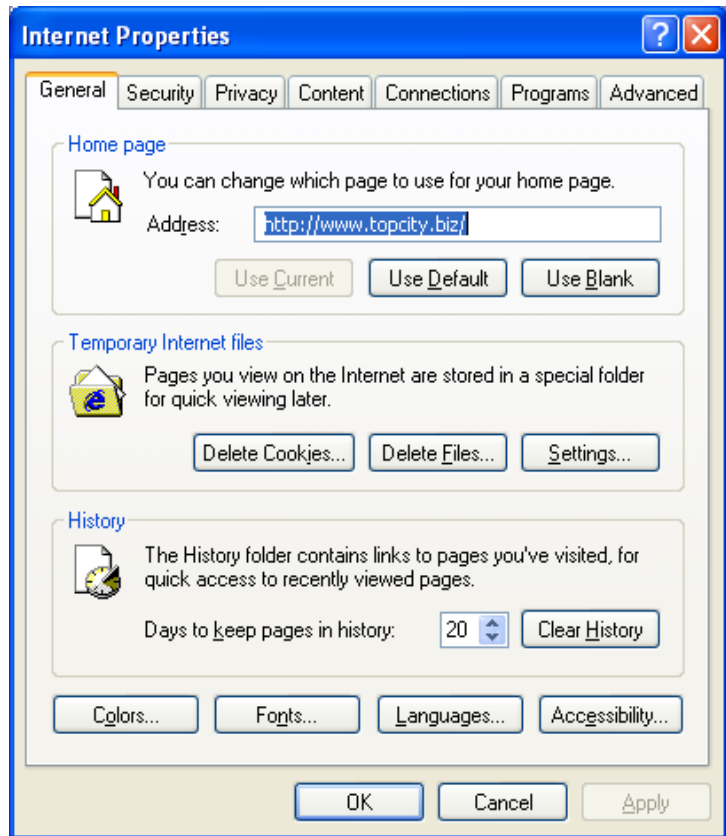 Internet Properties
General Security Privacy Content Connections Programs Advanced
Home page
You can change which page to use for your home page.
Address: http://www.topcity.biz/
Use Current Use Default Use Blank
Temporary Internet files
Pages you view on the Internet are stored in a special folder
for quick viewing later.
Delete Cookies... Delete Files... Settings...
History
The History folder contains links to pages you've visited, for
quick access to recently viewed pages.
Days to keep pages in history: 20 Clear History
Colors... Fonts... Languages... Accessibility...
OK Cancel Apply